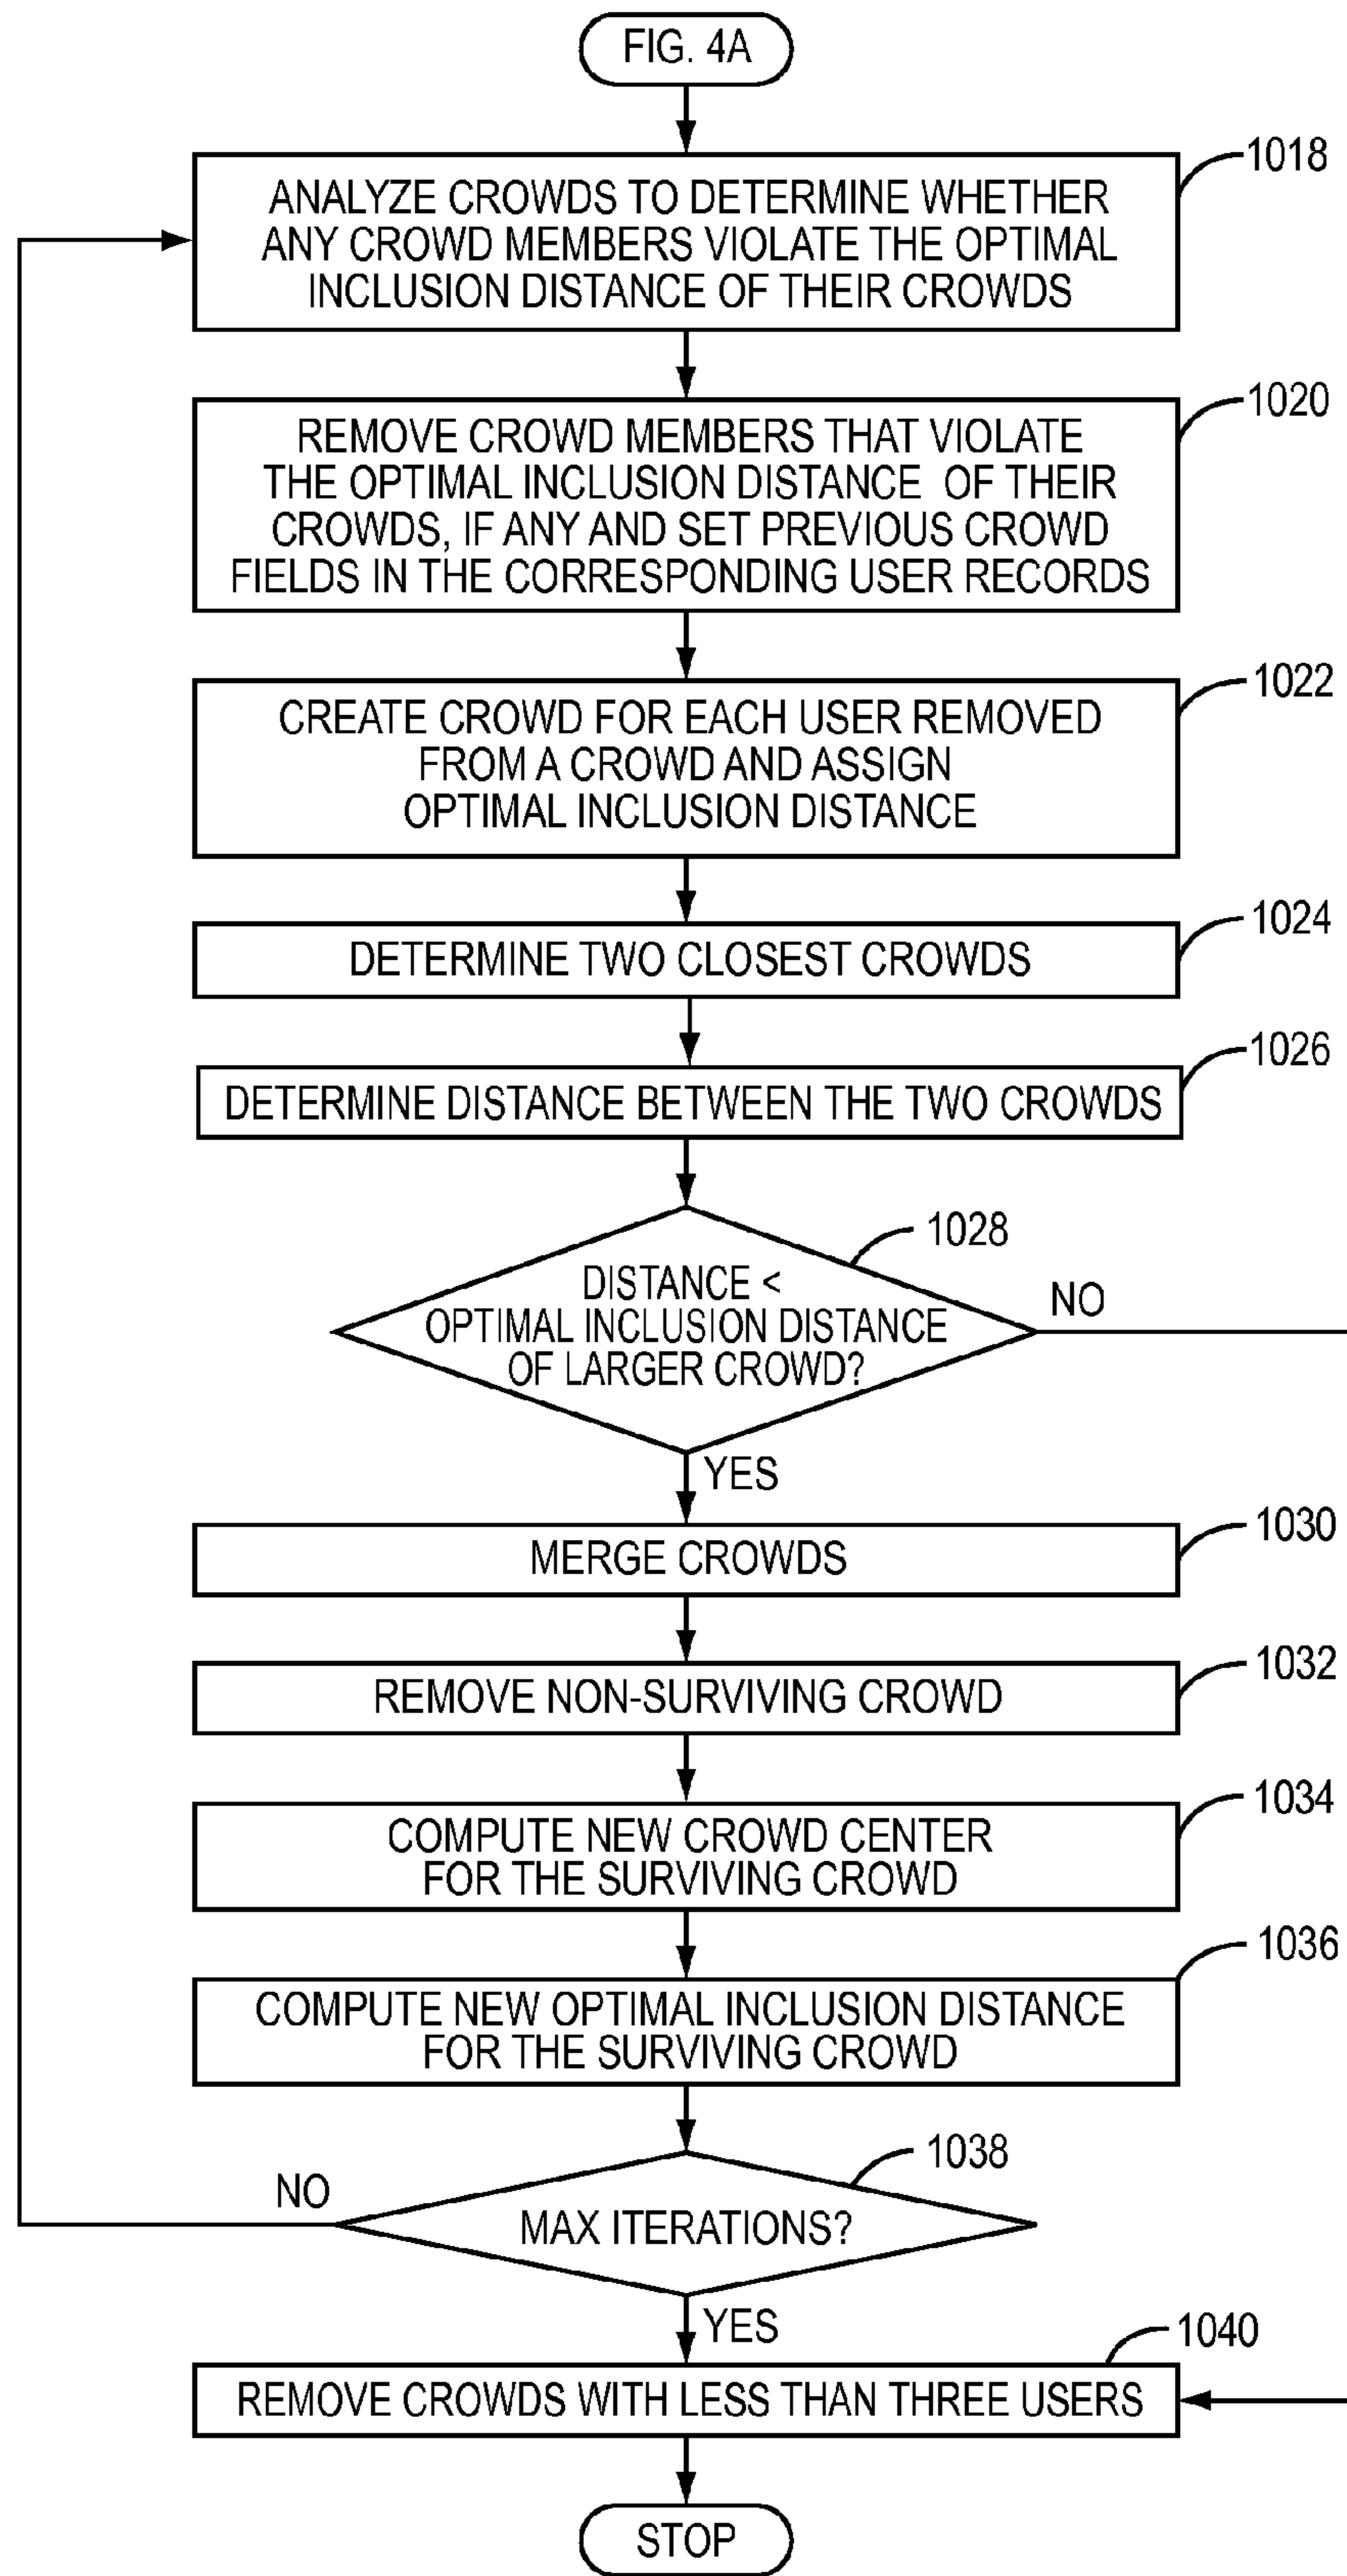 FIG. 4A
1018
ANALYZE CROWDS TO DETERMINE WHETHER
ANY CROWD MEMBERS VIOLATE THE OPTIMAL
INCLUSION DISTANCE OF THEIR CROWDS
1020
REMOVE CROWD MEMBERS THAT VIOLATE
THE OPTIMAL INCLUSION DISTANCE OF THEIR
CROWDS, IF ANY AND SET PREVIOUS CROWD
FIELDS IN THE CORRESPONDING USER RECORDS
1022
CREATE CROWD FOR EACH USER REMOVED
FROM A CROWD AND ASSIGN
OPTIMAL INCLUSION DISTANCE
1024
DETERMINE TWO CLOSEST CROWDS
1026
DETERMINE DISTANCE BETWEEN THE TWO CROWDS
1028
DISTANCE <
OPTIMAL INCLUSION DISTANCE
OF LARGER CROWD?
NO
YES
1030
MERGE CROWDS
1032
REMOVE NON-SURVIVING CROWD
1034
COMPUTE NEW CROWD CENTER
FOR THE SURVIVING CROWD
1036
COMPUTE NEW OPTIMAL INCLUSION DISTANCE
FOR THE SURVIVING CROWD
1038
NO
MAX ITERATIONS?
YES
1040
REMOVE CROWDS WITH LESS THAN THREE USERS
STOP